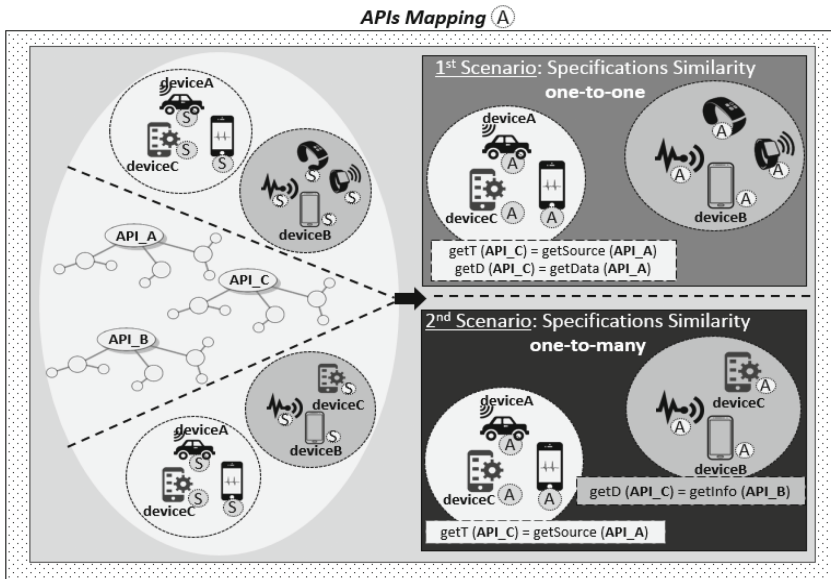 APIs Mapping A
deviceA
S
S
S
deviceC
S
S
S
S
deviceB
API_A
API_C
API_B
S
deviceC
S
S
deviceB
deviceA
S
S
S
deviceC
1st Scenario: Specifications Similarity
one-to-one
deviceA
A
A
A
deviceC
A
A
A
A
deviceB
getT (API_C) = getSource (API_A)
getD (API_C) = getData (API_A)
2nd Scenario: Specifications Similarity
one-to-many
deviceA
A
A
A
deviceC
A
deviceC
A
A
deviceB
getD (API_C) = getInfo (API_B)
getT (API_C) = getSource (API_A)